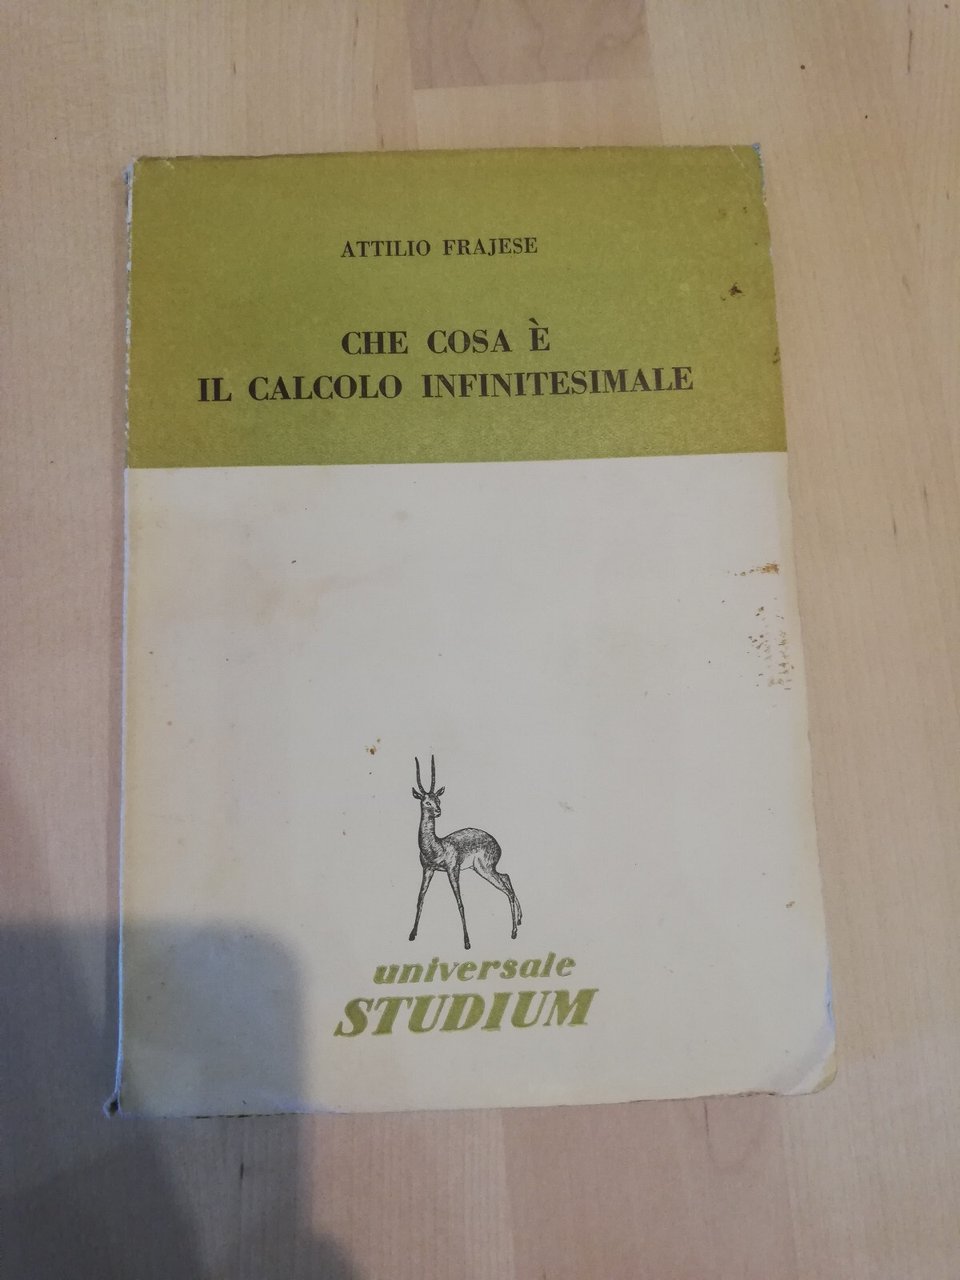 ATTILIO FRAJESE
CHE COSA È
IL CALCOLO INFINITESIMALE
universale
STUDIUM